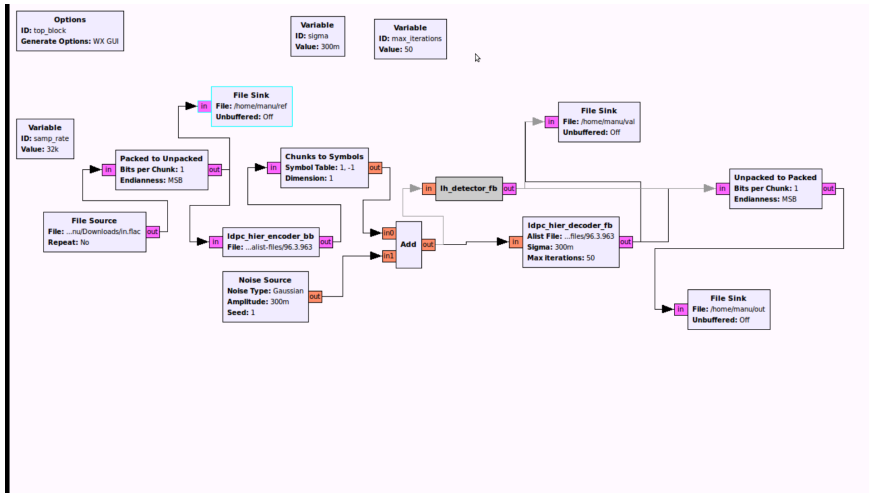 Options
ID: top_block
Generate Options: WX GUI
Variable
ID: sigma
Value: 300m
Variable
ID: max_iterations
Value: 50
File Sink
in
File: /home/manu/ref
Unbuffered: Off
File Sink
in
File: /home/manu/val
Unbuffered: Off
Variable
ID: samp_rate
Value: 32k
Packed to Unpacked
in
Bits per Chunk: 1
out
Endianness: MSB
Chunks to Symbols
in
Symbol Table: 1, -1
out
Dimension: 1
in
ih_detector_fb
out
Unpacked to Packed
in
Bits per Chunk: 1
out
Endianness: MSB
File Source
File: ...nu/Downloads/in.flac
out
Repeat: No
ldpc_hier_encoder_bb
in
File: ...alist-files/96.3.963
out
in0
Add
out
in1
ldpc_hier_decoder_fb
Alist File: ...files/96.3.963
in
Sigma: 300m
out
Max iterations: 50
Noise Source
Noise Type: Gaussian
Amplitude: 300m
out
Seed: 1
File Sink
in
File: /home/manu/out
Unbuffered: Off